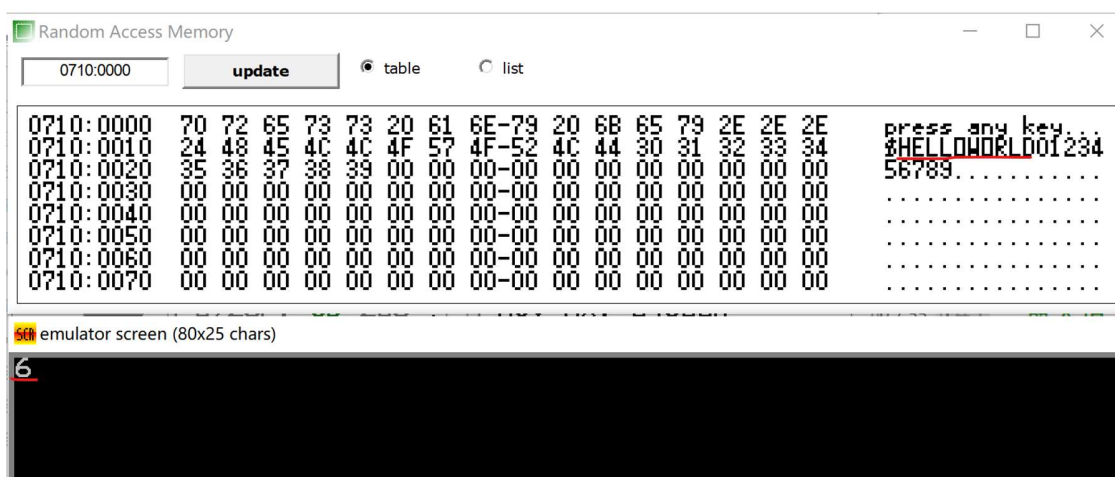 Random Access Memory
0710:0000 update table list
0710:0000 70 72 65 73 73 20 61 6E-79 20 6B 65 79 2E 2E 2E press any key...
0710:0010 24 48 45 4C 4C 4F 57 4F-52 4C 44 30 31 32 33 34 $HELLOWORLD01234
0710:0020 35 36 37 38 39 00 00 00-00 00 00 00 00 00 00 00 56789...........
0710:0030 00 00 00 00 00 00 00 00-00 00 00 00 00 00 00 00 ................
0710:0040 00 00 00 00 00 00 00 00-00 00 00 00 00 00 00 00 ................
0710:0050 00 00 00 00 00 00 00 00-00 00 00 00 00 00 00 00 ................
0710:0060 00 00 00 00 00 00 00 00-00 00 00 00 00 00 00 00 ................
0710:0070 00 00 00 00 00 00 00 00-00 00 00 00 00 00 00 00 ................
SCR emulator screen (80x25 chars)
6